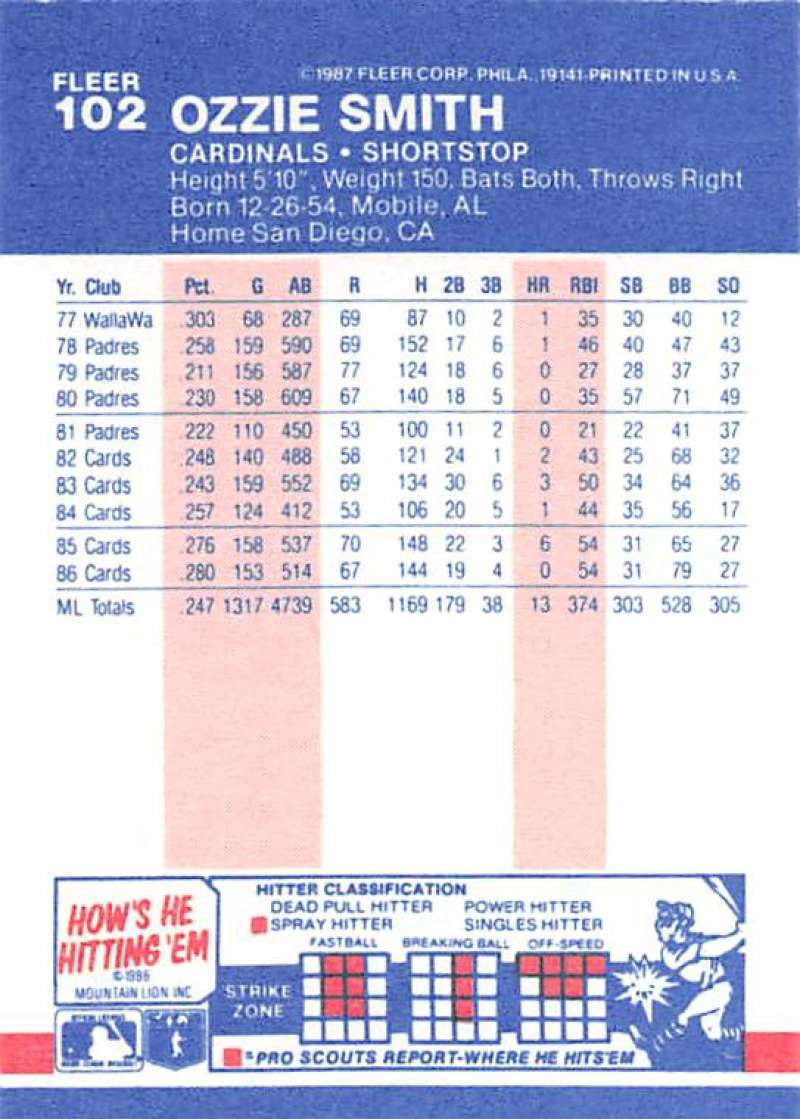 FLEER
©1987 FLEER CORP. PHILA., 19141-PRINTED IN U S A
102 OZZIE SMITH
CARDINALS • SHORTSTOP
Height 5'10", Weight 150, Bats Both, Throws Right
Born 12-26-54, Mobile, AL
Home San Diego, CA
Yr. Club Pct. G AB R H 2B 3B HR RBI SB BB SO
77 WallaWa .303 68 287 69 87 10 2 1 35 30 40 12
78 Padres .258 159 590 69 152 17 6 1 46 40 47 43
79 Padres .211 156 587 77 124 18 6 0 27 28 37 37
80 Padres .230 158 609 67 140 18 5 0 35 57 71 49
81 Padres .222 110 450 53 100 11 2 0 21 22 41 37
82 Cards .248 140 488 58 121 24 1 2 43 25 68 32
83 Cards .243 159 552 69 134 30 6 3 50 34 64 36
84 Cards .257 124 412 53 106 20 5 1 44 35 56 17
85 Cards .276 158 537 70 148 22 3 6 54 31 65 27
86 Cards .280 153 514 67 144 19 4 0 54 31 79 27
ML Totals .247 1317 4739 583 1169 179 38 13 374 303 528 305
HOW'S HE
HITTING 'EM
©1986
MOUNTAIN LION INC
HITTER CLASSIFICATION
DEAD PULL HITTER POWER HITTER
SPRAY HITTER SINGLES HITTER
FASTBALL BREAKING BALL OFF-SPEED
STRIKE
ZONE
=PRO SCOUTS REPORT-WHERE HE HITS 'EM